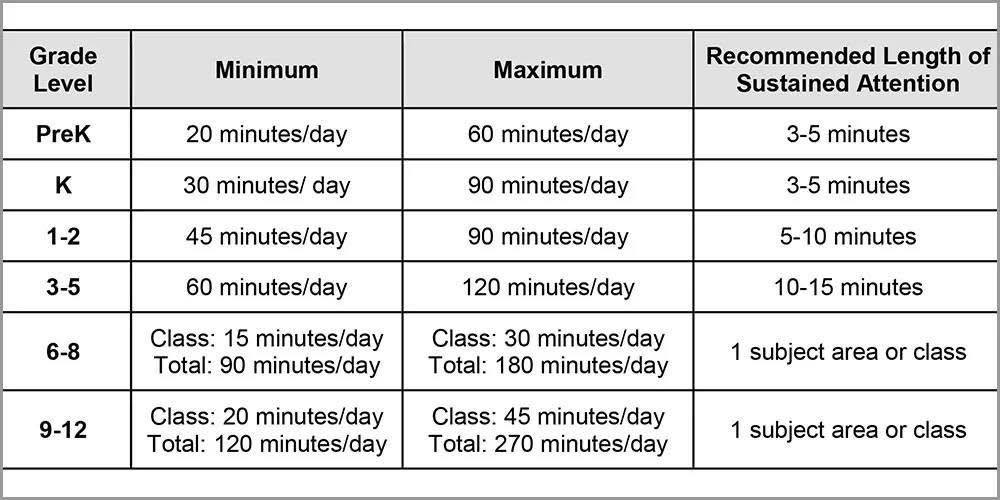 Grade Level Minimum Maximum Recommended Length of Sustained Attention
PreK 20 minutes/day 60 minutes/day 3-5 minutes
K 30 minutes/ day 90 minutes/day 3-5 minutes
1-2 45 minutes/day 90 minutes/day 5-10 minutes
3-5 60 minutes/day 120 minutes/day 10-15 minutes
6-8 Class: 15 minutes/day Total: 90 minutes/day Class: 30 minutes/day Total: 180 minutes/day 1 subject area or class
9-12 Class: 20 minutes/day Total: 120 minutes/day Class: 45 minutes/day Total: 270 minutes/day 1 subject area or class